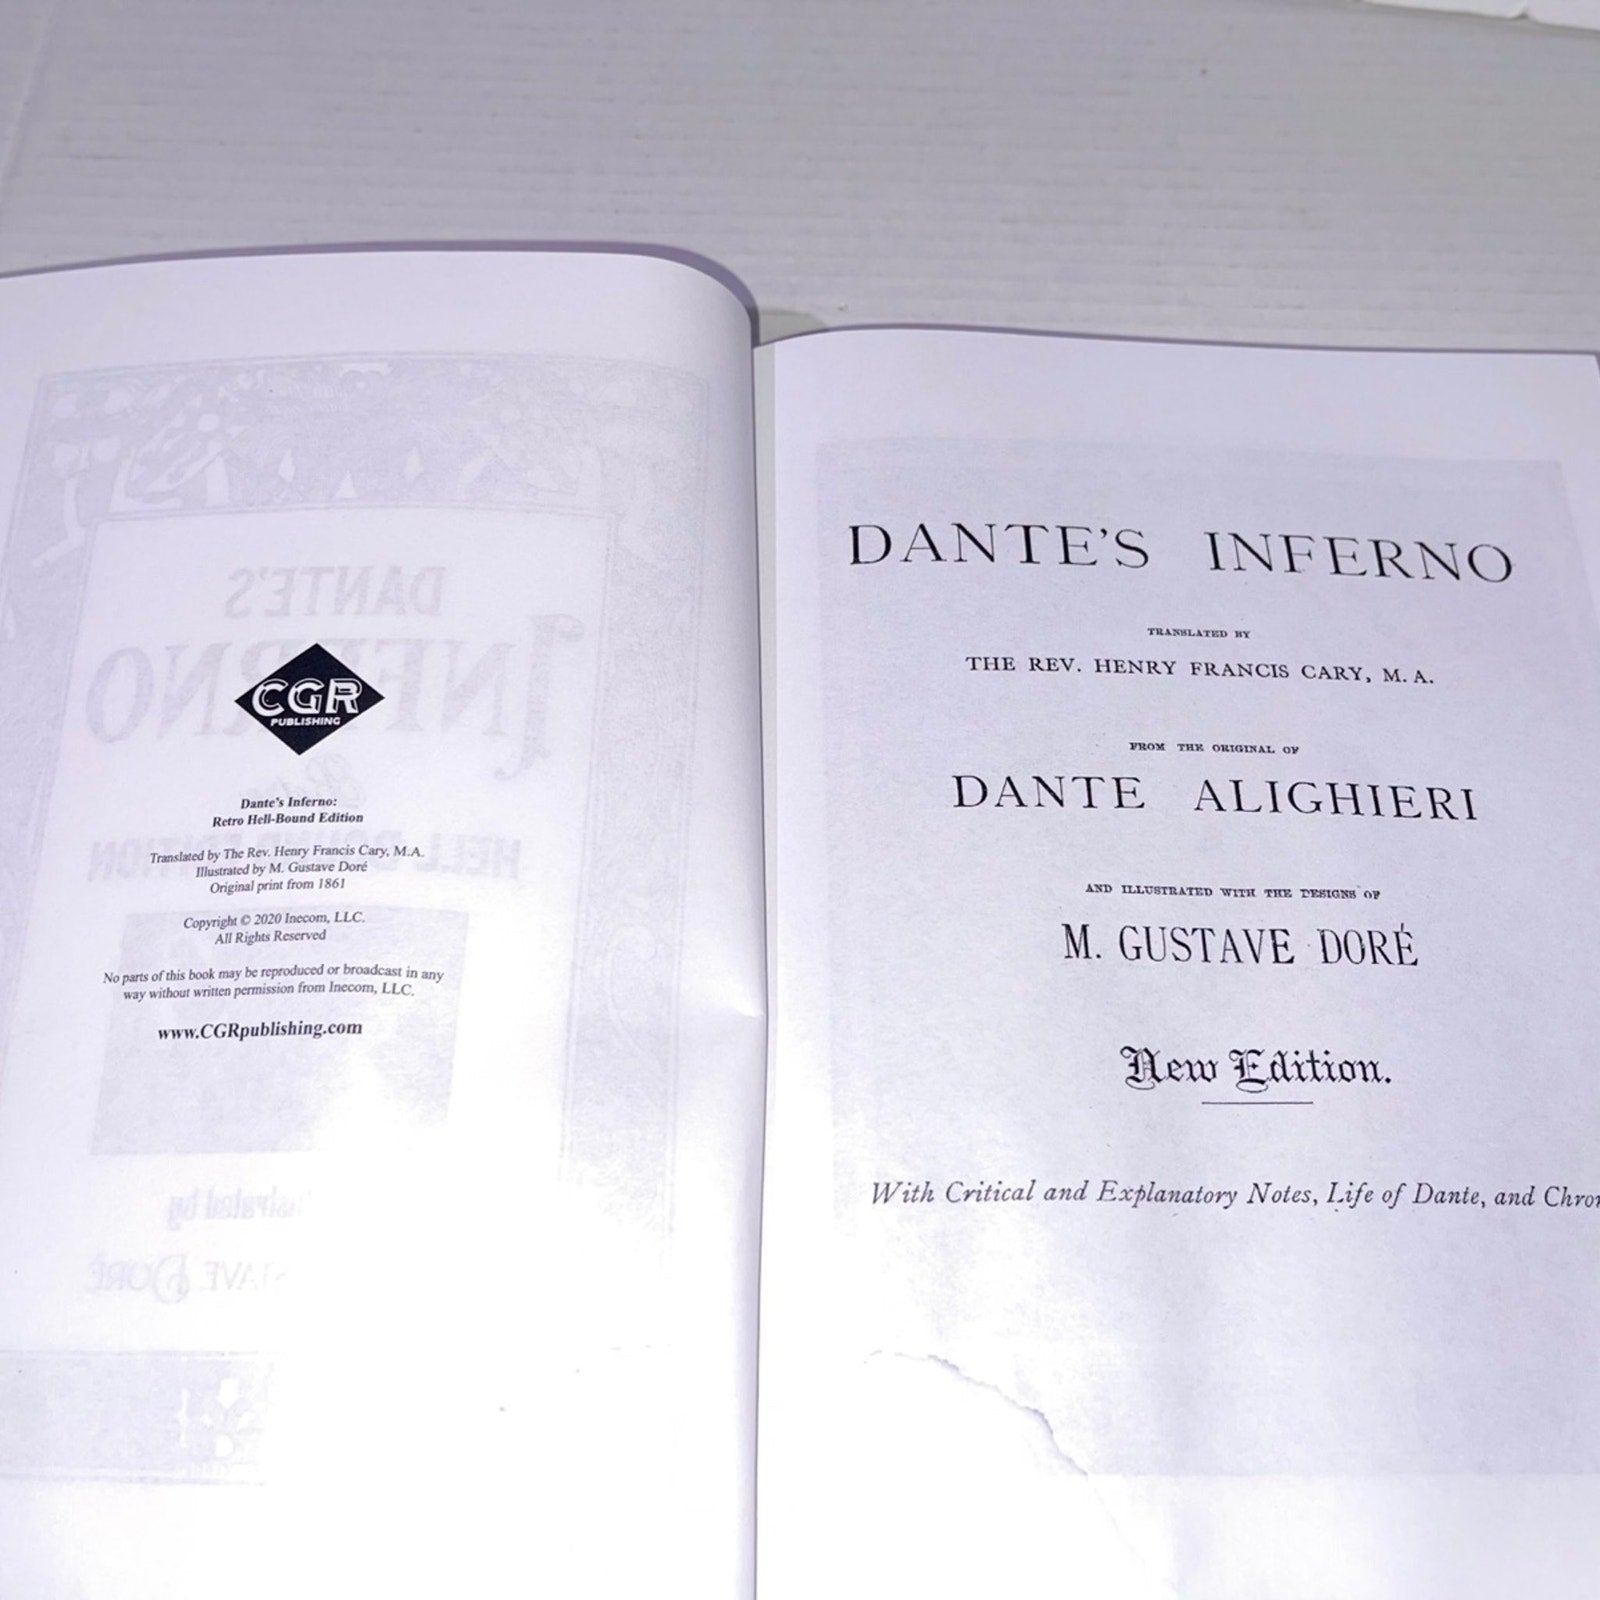 CGR
PUBLISHING
Dante's Inferno:
Retro Hell-Bound Edition
Translated by The Rev. Henry Francis Cary, M.A.
Illustrated by M. Gustave Doré
Original print from 1861
Copyright © 2020 Inecom, LLC.
All Rights Reserved
No parts of this book may be reproduced or broadcast in any
way without written permission from Inecom, LLC.
www.CGRpublishing.com
DANTE'S INFERNO
TRANSLATED BY
THE REV. HENRY FRANCIS CARY, M. A.
FROM THE ORIGINAL OF
DANTE ALIGHIERI
AND ILLUSTRATED WITH THE DESIGNS OF
M. GUSTAVE DORÉ
New Edition.
With Critical and Explanatory Notes, Life of Dante, and